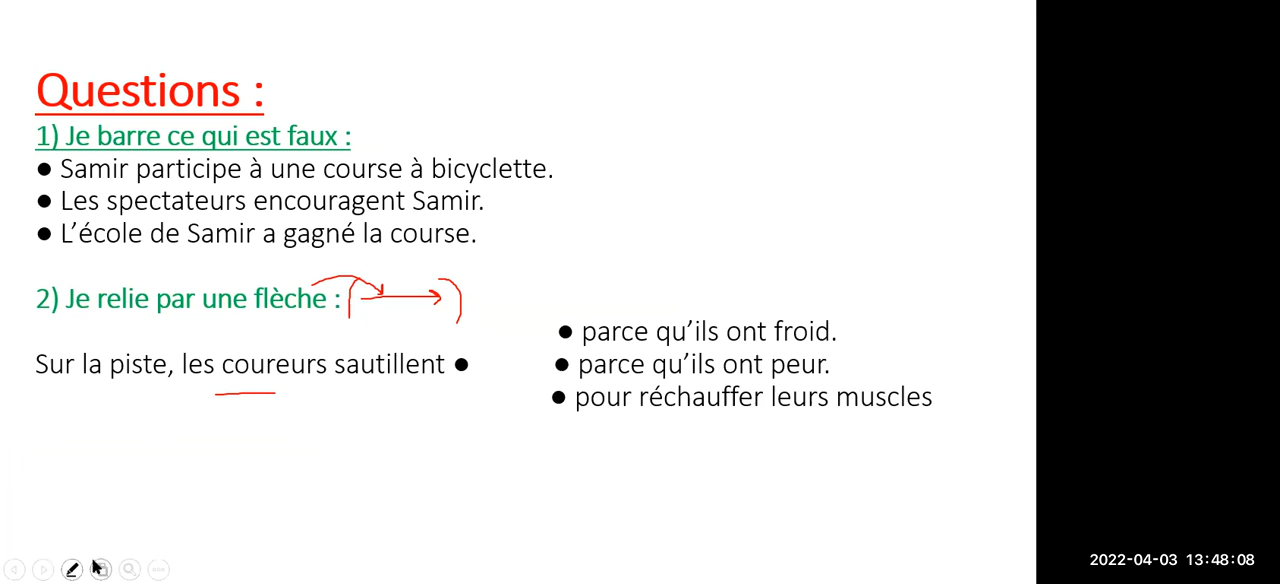 Questions :
1) Je barre ce qui est faux :
● Samir participe à une course à bicyclette.
● Les spectateurs encouragent Samir.
● L’école de Samir a gagné la course.
2) Je relie par une flèche :
● parce qu’ils ont froid.
Sur la piste, les coureurs sautillent ● ● parce qu’ils ont peur.
● pour réchauffer leurs muscles
2022-04-03 13:48:08